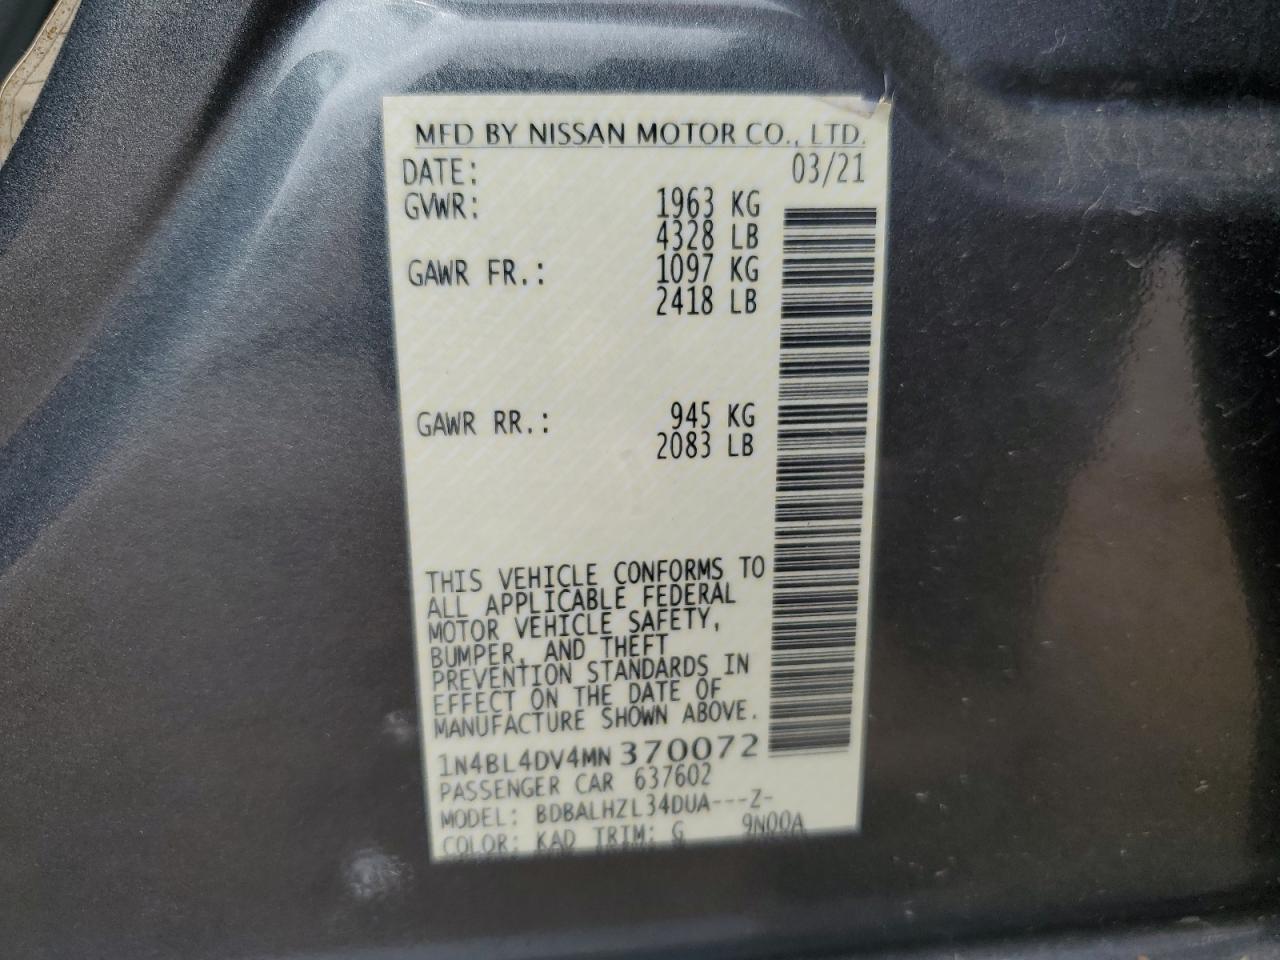 MFD BY NISSAN MOTOR CO., LTD.
DATE: 03/21
GVWR: 1963 KG
4328 LB
GAWR FR.: 1097 KG
2418 LB
GAWR RR.: 945 KG
2083 LB
THIS VEHICLE CONFORMS TO
ALL APPLICABLE FEDERAL
MOTOR VEHICLE SAFETY,
BUMPER, AND THEFT
PREVENTION STANDARDS IN
EFFECT ON THE DATE OF
MANUFACTURE SHOWN ABOVE.
1N4BL4DV4MN370072
PASSENGER CAR 637602
MODEL: BDBALHZL34DUA---Z-
COLOR: KAD TRIM: G 9N00A